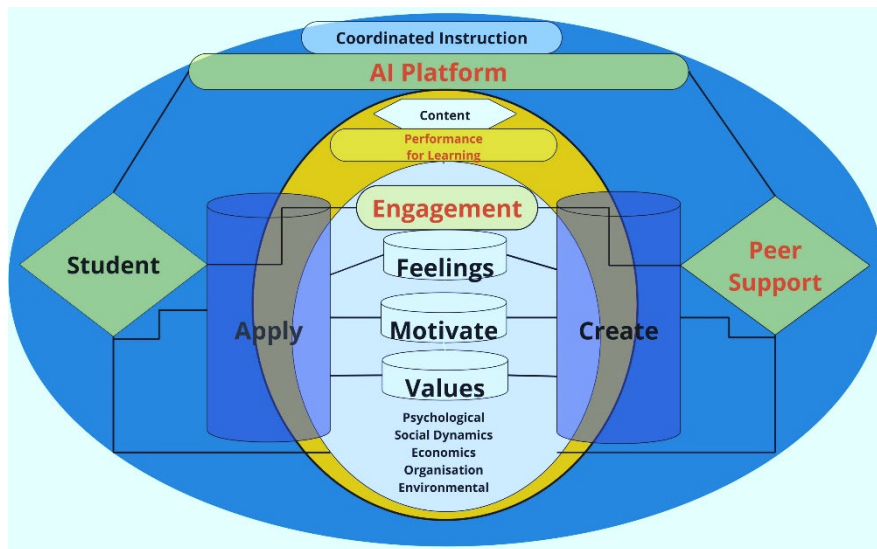 Coordinated Instruction
AI Platform
Content
Performance
for Learning
Engagement
Student
Feelings
Peer
Support
Apply
Motivate
Create
Values
Psychological
Social Dynamics
Economics
Organisation
Environmental